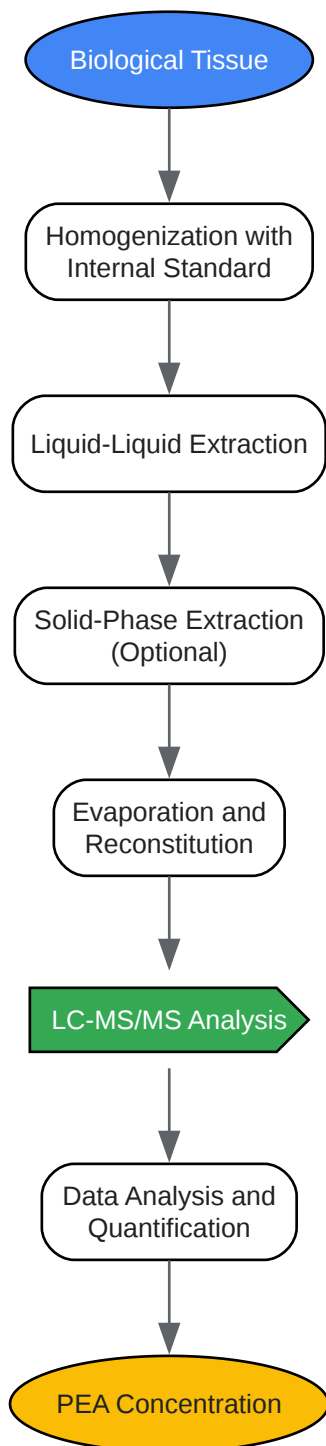 Biological Tissue
Homogenization with
Internal Standard
Liquid-Liquid Extraction
Solid-Phase Extraction
(Optional)
Evaporation and
Reconstitution
LC-MS/MS Analysis
Data Analysis and
Quantification
PEA Concentration